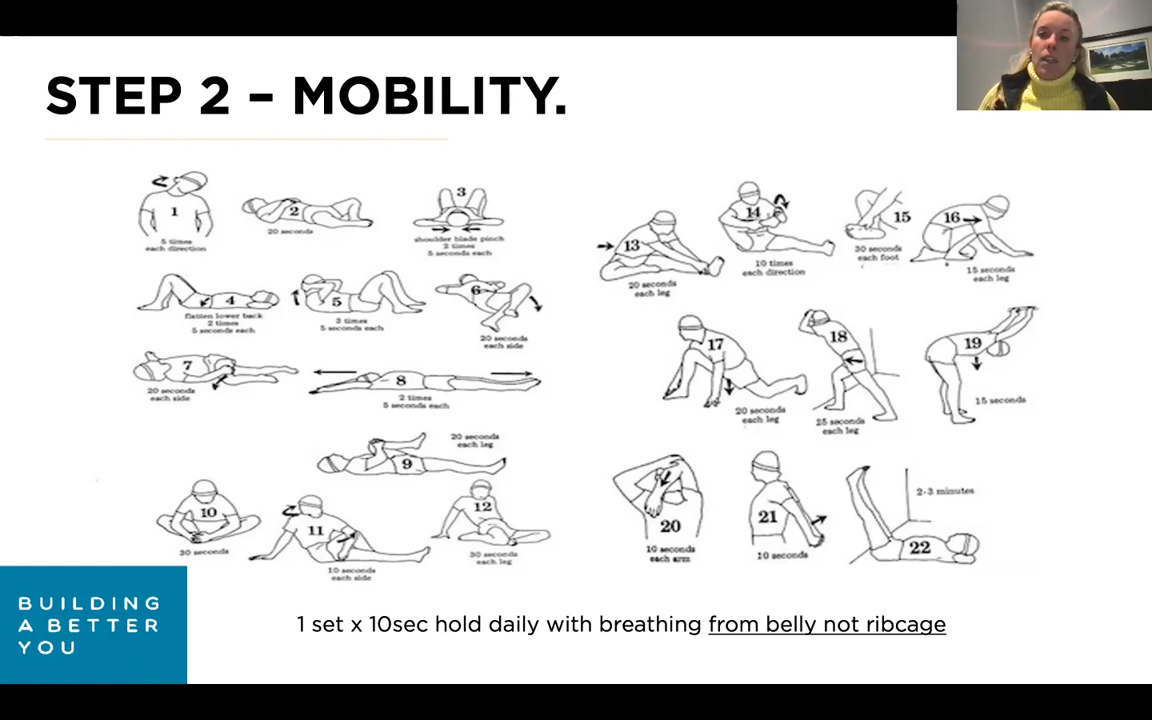 STEP 2 – MOBILITY.
1
5 times
each direction
2
20 seconds
3
shoulder blade pinch
2 times
5 seconds each
4
flatten lower back
2 times
5 seconds each
5
3 times
5 seconds each
6
20 seconds
each side
7
20 seconds
each side
8
2 times
5 seconds each
9
20 seconds
each leg
10
30 seconds
11
10 seconds
each side
12
30 seconds
each leg
13
20 seconds
each leg
14
10 times
each direction
15
30 seconds
each foot
16
15 seconds
each leg
17
20 seconds
each leg
18
25 seconds
each leg
19
15 seconds
20
10 seconds
each arm
21
10 seconds
22
2-3 minutes
BUILDING
A BETTER
YOU
1 set x 10sec hold daily with breathing from belly not ribcage